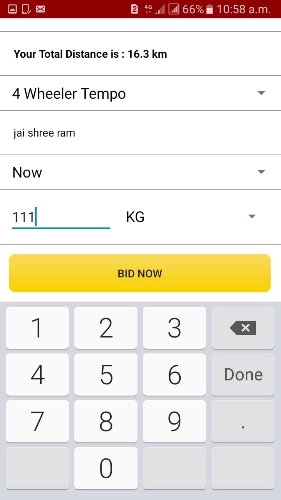 2 4G 66% 10:58 a.m.
Your Total Distance is : 16.3 km
4 Wheeler Tempo
jai shree ram
Now
111 KG
BID NOW
1 2 3
4 5 6 Done
7 8 9 .
0